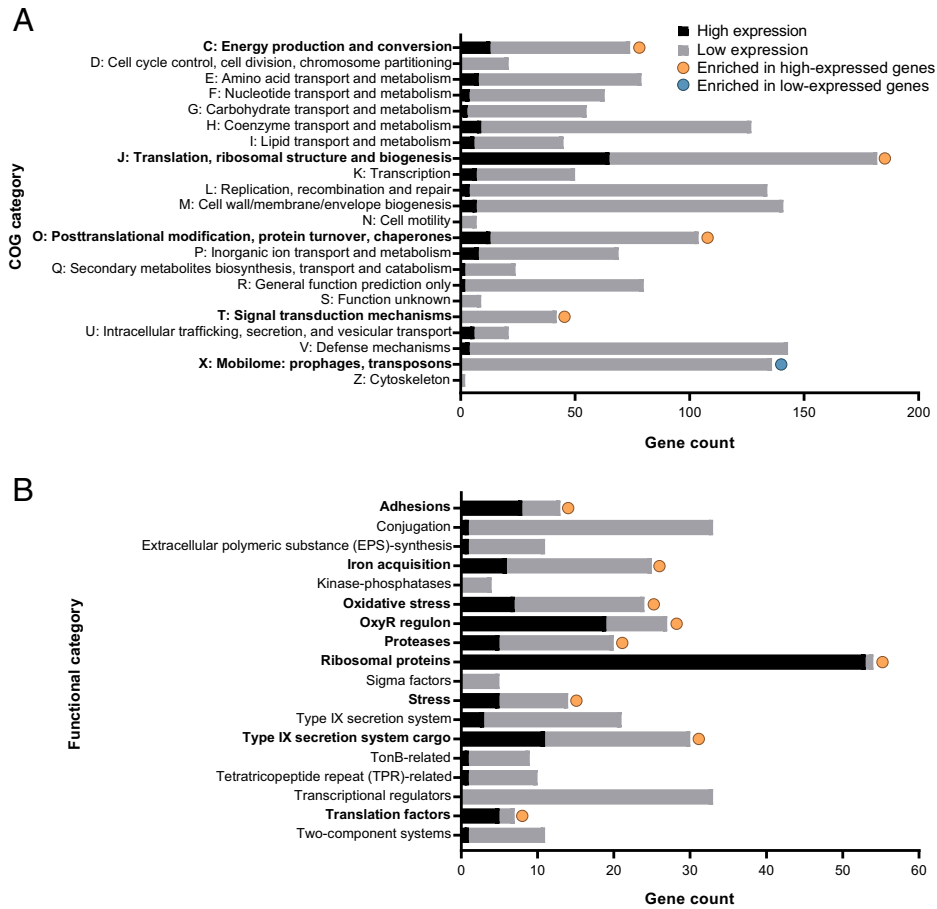 A
High expression
Low expression
Enriched in high-expressed genes
Enriched in low-expressed genes
COG category
C: Energy production and conversion
D: Cell cycle control, cell division, chromosome partitioning
E: Amino acid transport and metabolism
F: Nucleotide transport and metabolism
G: Carbohydrate transport and metabolism
H: Coenzyme transport and metabolism
I: Lipid transport and metabolism
J: Translation, ribosomal structure and biogenesis
K: Transcription
L: Replication, recombination and repair
M: Cell wall/membrane/envelope biogenesis
N: Cell motility
O: Posttranslational modification, protein turnover, chaperones
P: Inorganic ion transport and metabolism
Q: Secondary metabolites biosynthesis, transport and catabolism
R: General function prediction only
S: Function unknown
T: Signal transduction mechanisms
U: Intracellular trafficking, secretion, and vesicular transport
V: Defense mechanisms
X: Mobilome: prophages, transposons
Z: Cytoskeleton
0 50 100 150 200
Gene count
B
Functional category
Adhesions
Conjugation
Extracellular polymeric substance (EPS)-synthesis
Iron acquisition
Kinase-phosphatases
Oxidative stress
OxyR regulon
Proteases
Ribosomal proteins
Sigma factors
Stress
Type IX secretion system
Type IX secretion system cargo
TonB-related
Tetratricopeptide repeat (TPR)-related
Transcriptional regulators
Translation factors
Two-component systems
0 10 20 30 40 50 60
Gene count